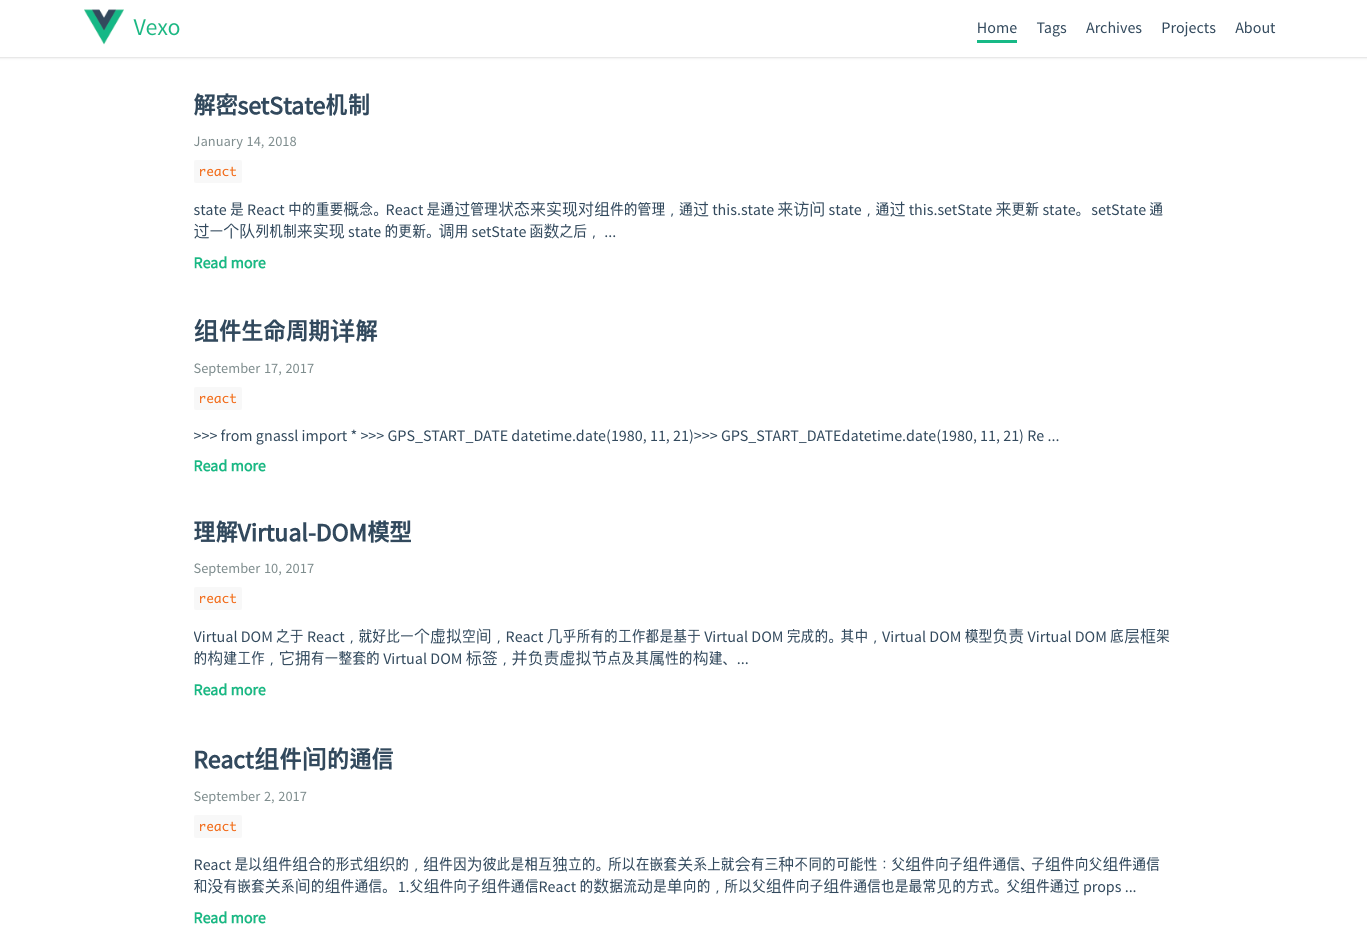 Vexo
Home Tags Archives Projects About
解密setState机制
January 14, 2018
react
state 是 React 中的重要概念。React 是通过管理状态来实现对组件的管理，通过 this.state 来访问 state，通过 this.setState 来更新 state。 setState 通
过一个队列机制来实现 state 的更新。调用 setState 函数之后， ...
Read more
组件生命周期详解
September 17, 2017
react
>>> from gnassl import * >>> GPS_START_DATE datetime.date(1980, 11, 21)>>> GPS_START_DATEdatetime.date(1980, 11, 21) Re ...
Read more
理解Virtual-DOM模型
September 10, 2017
react
Virtual DOM 之于 React，就好比一个虚拟空间，React 几乎所有的工作都是基于 Virtual DOM 完成的。其中，Virtual DOM 模型负责 Virtual DOM 底层框架
的构建工作，它拥有一整套的 Virtual DOM 标签，并负责虚拟节点及其属性的构建、...
Read more
React组件间的通信
September 2, 2017
react
React 是以组件组合的形式组织的，组件因为彼此是相互独立的。所以在嵌套关系上就会有三种不同的可能性：父组件向子组件通信、子组件向父组件通信
和没有嵌套关系间的组件通信。 1.父组件向子组件通信React 的数据流动是单向的，所以父组件向子组件通信也是最常见的方式。父组件通过 props ...
Read more